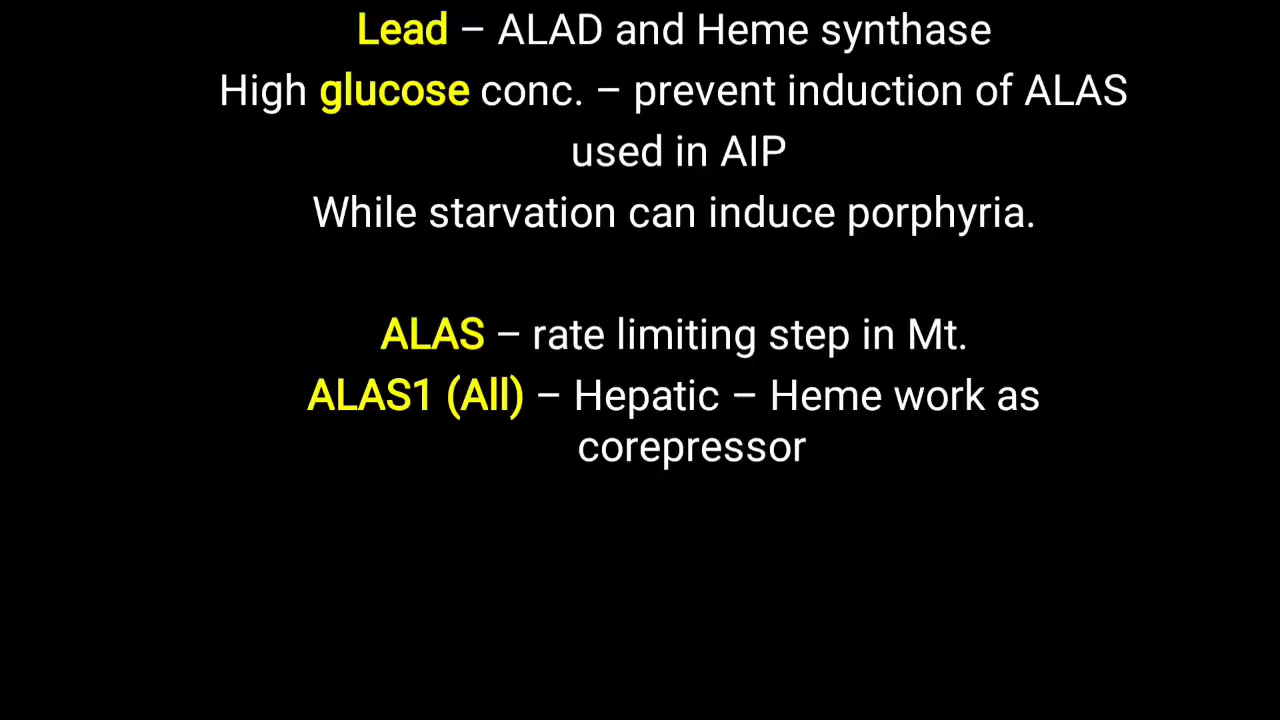 Lead – ALAD and Heme synthase
High glucose conc. – prevent induction of ALAS
used in AIP
While starvation can induce porphyria.
ALAS – rate limiting step in Mt.
ALAS1 (All) – Hepatic – Heme work as
corepressor